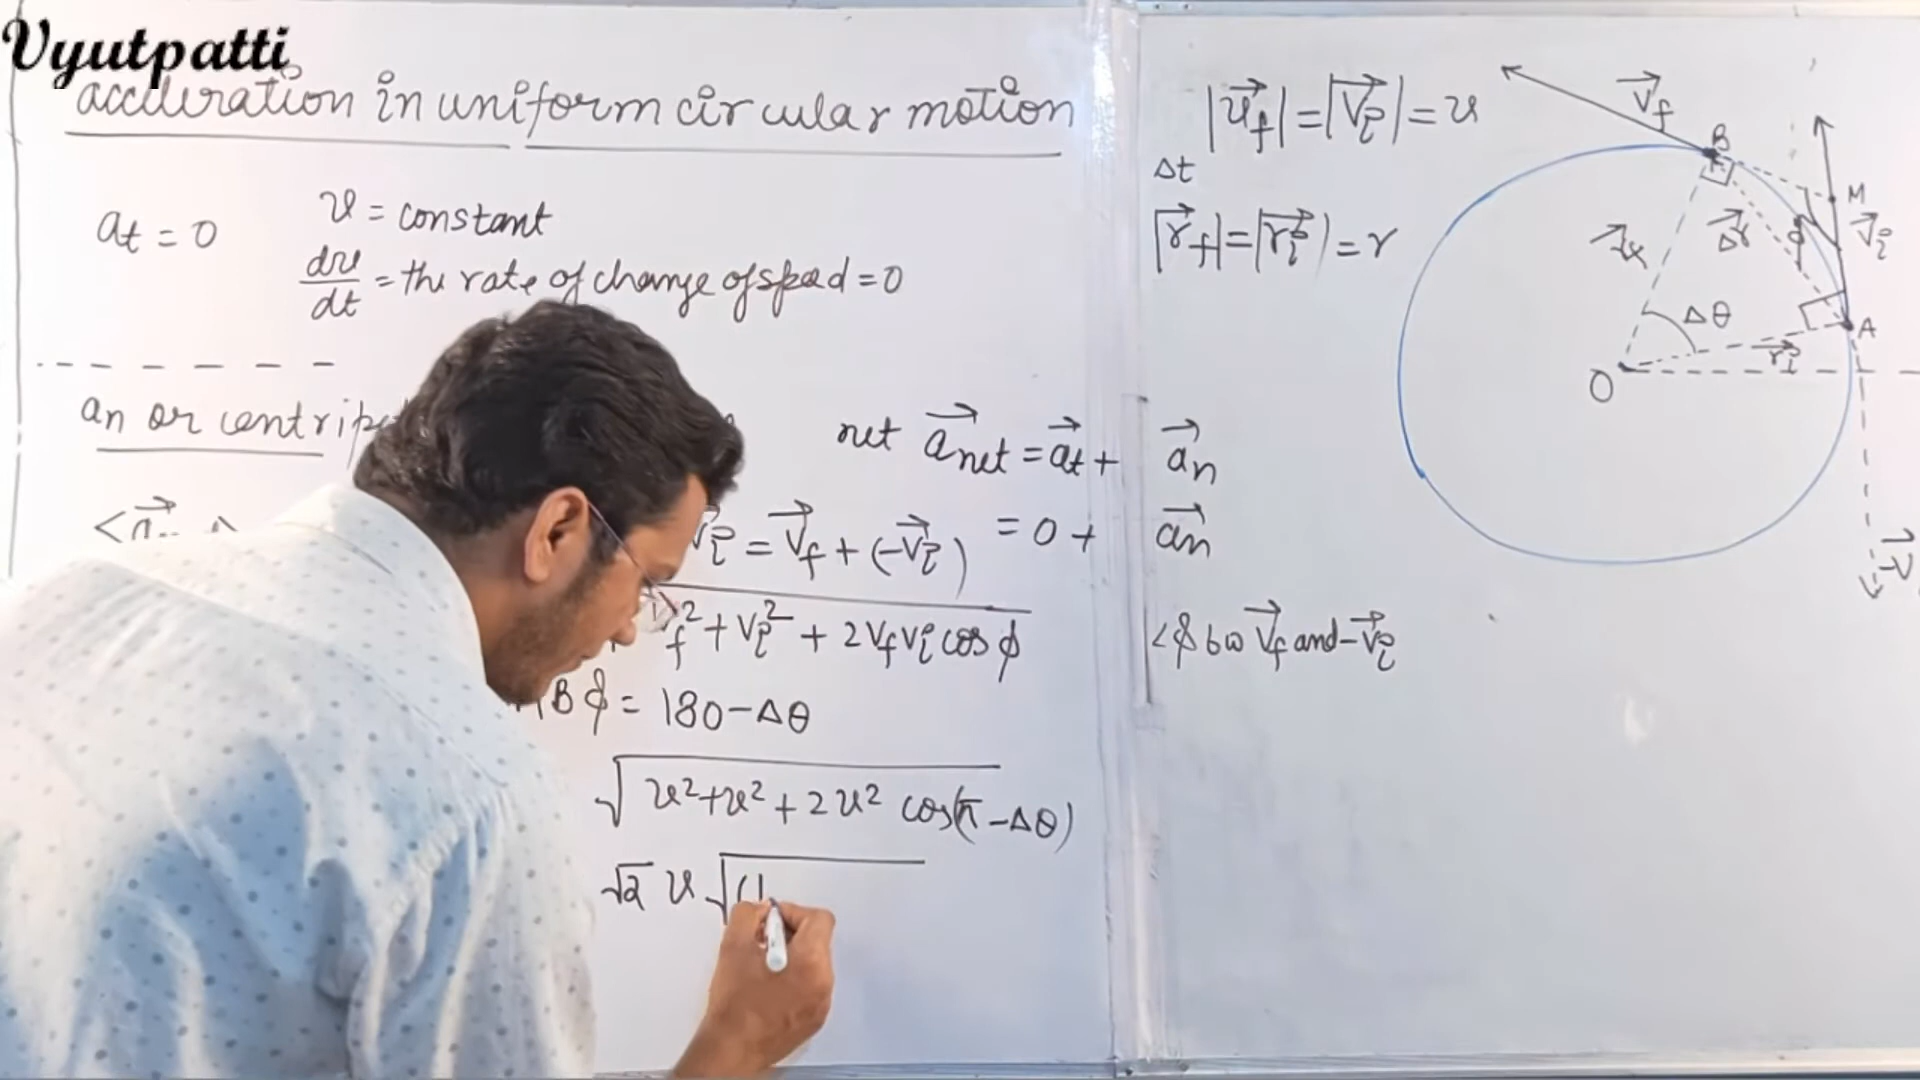 Vyutpatti
acceleration in uniform circular motion
at = 0
v = constant
dv/dt = the rate of change of speed = 0
an or centrip
net a⃗net = a⃗t + a⃗n
= 0 + a⃗n
= V⃗f + (-V⃗i)
f² + Vi² + 2VfVi cos ϕ
B ϕ = 180 - Δθ
√ v² + v² + 2v² cos(π - Δθ)
√2 v √(1
|v⃗f| = |V⃗i| = v
Δt
|r⃗f| = |r⃗i| = r
<ϕ bw V⃗f and -V⃗i
V⃗f
B
M
V⃗i
Δr⃗
ϕ
Δθ
A
r⃗i
O
-V⃗